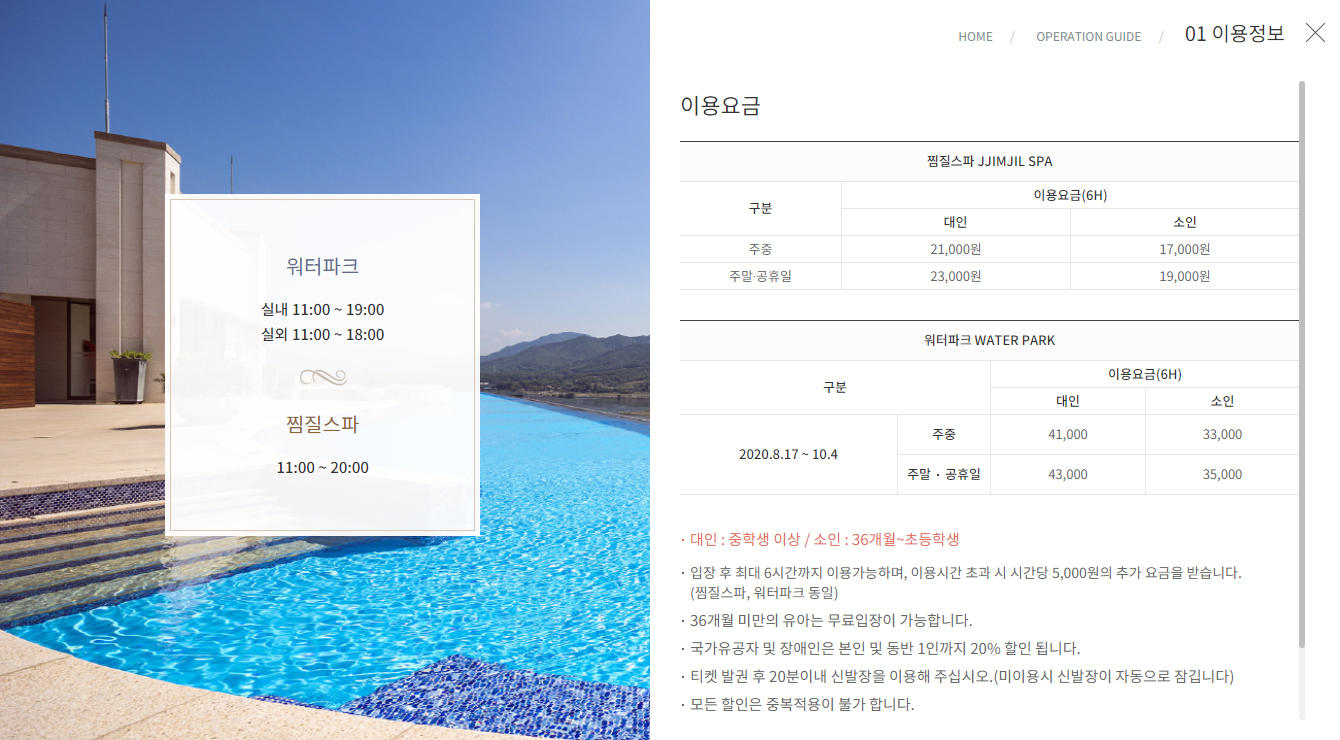 HOME / OPERATION GUIDE / 01 이용정보
워터파크
실내 11:00 ~ 19:00
실외 11:00 ~ 18:00
찜질스파
11:00 ~ 20:00
이용요금
찜질스파 JJIMJIL SPA
구분 이용요금(6H)
대인 소인
주중 21,000원 17,000원
주말·공휴일 23,000원 19,000원
워터파크 WATER PARK
구분 이용요금(6H)
대인 소인
2020.8.17 ~ 10.4 주중 41,000 33,000
주말・공휴일 43,000 35,000
· 대인 : 중학생 이상 / 소인 : 36개월~초등학생
· 입장 후 최대 6시간까지 이용가능하며, 이용시간 초과 시 시간당 5,000원의 추가 요금을 받습니다.
(찜질스파, 워터파크 동일)
· 36개월 미만의 유아는 무료입장이 가능합니다.
· 국가유공자 및 장애인은 본인 및 동반 1인까지 20% 할인 됩니다.
· 티켓 발권 후 20분이내 신발장을 이용해 주십시오.(미이용시 신발장이 자동으로 잠깁니다)
· 모든 할인은 중복적용이 불가 합니다.